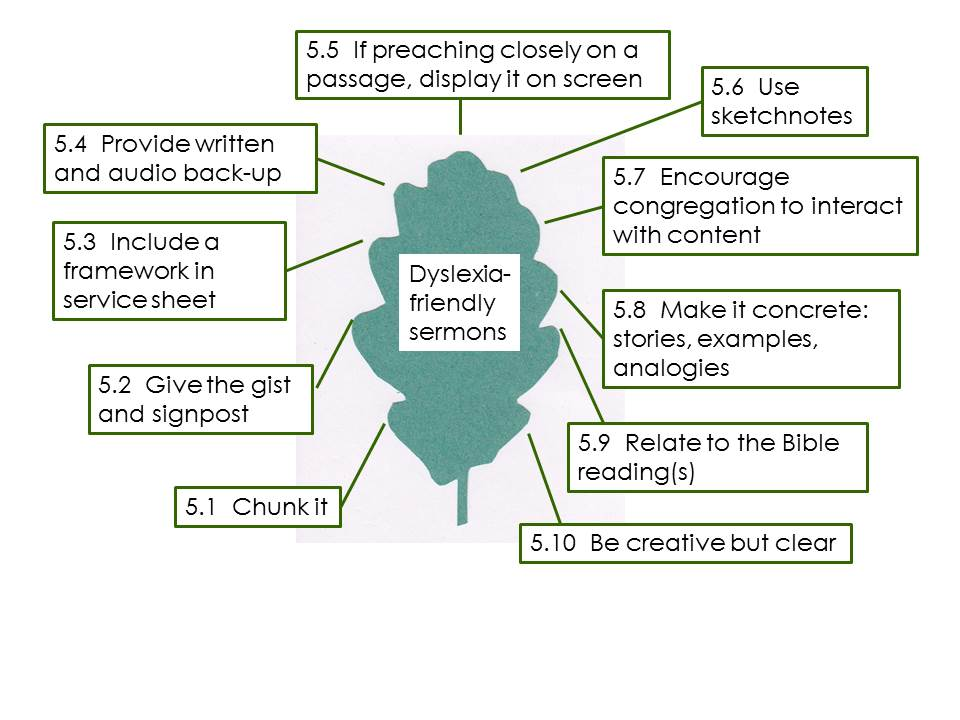 5.5 If preaching closely on a
passage, display it on screen
5.6 Use
sketchnotes
5.4 Provide written
and audio back-up
5.7 Encourage
congregation to interact
with content
5.3 Include a
framework in
service sheet
Dyslexia-
friendly
sermons
5.8 Make it concrete:
stories, examples,
analogies
5.2 Give the gist
and signpost
5.9 Relate to the Bible
reading(s)
5.1 Chunk it
5.10 Be creative but clear